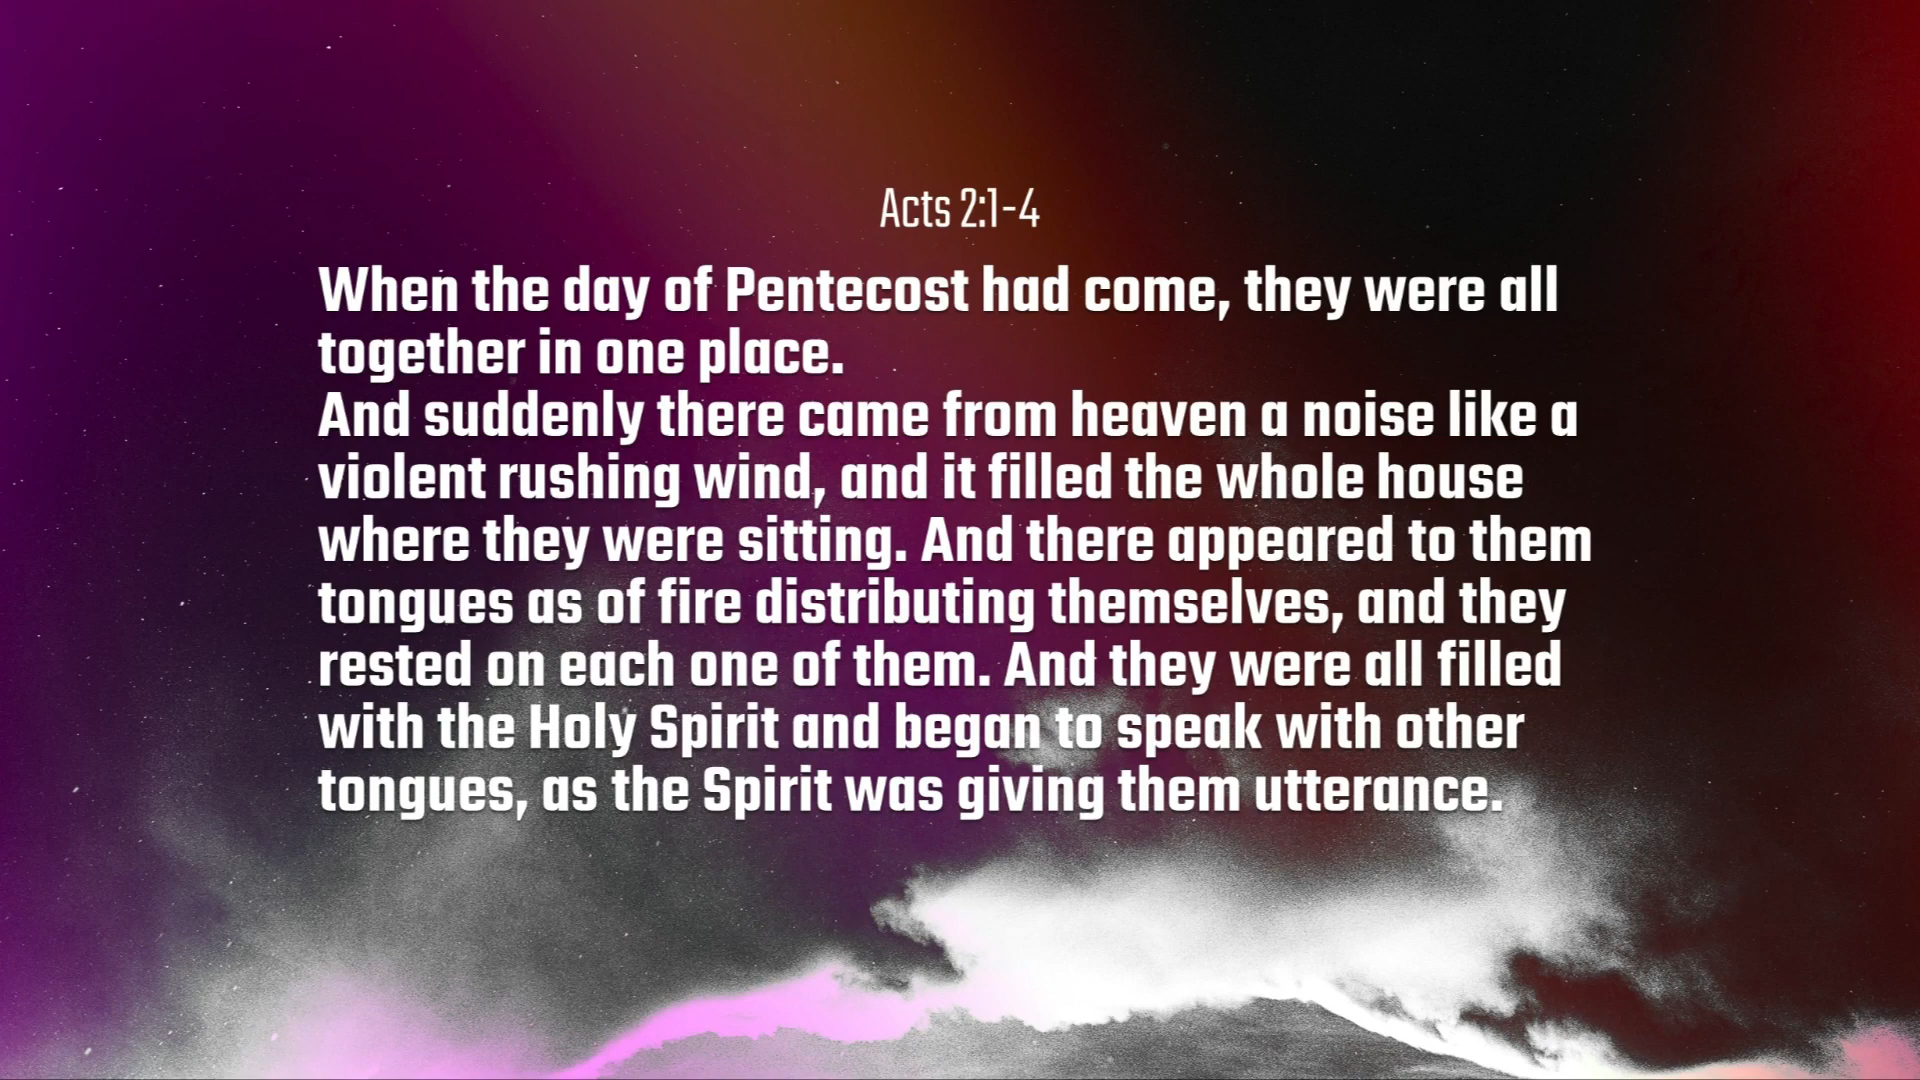 Acts 2:1-4
When the day of Pentecost had come, they were all
together in one place.
And suddenly there came from heaven a noise like a
violent rushing wind, and it filled the whole house
where they were sitting. And there appeared to them
tongues as of fire distributing themselves, and they
rested on each one of them. And they were all filled
with the Holy Spirit and began to speak with other
tongues, as the Spirit was giving them utterance.